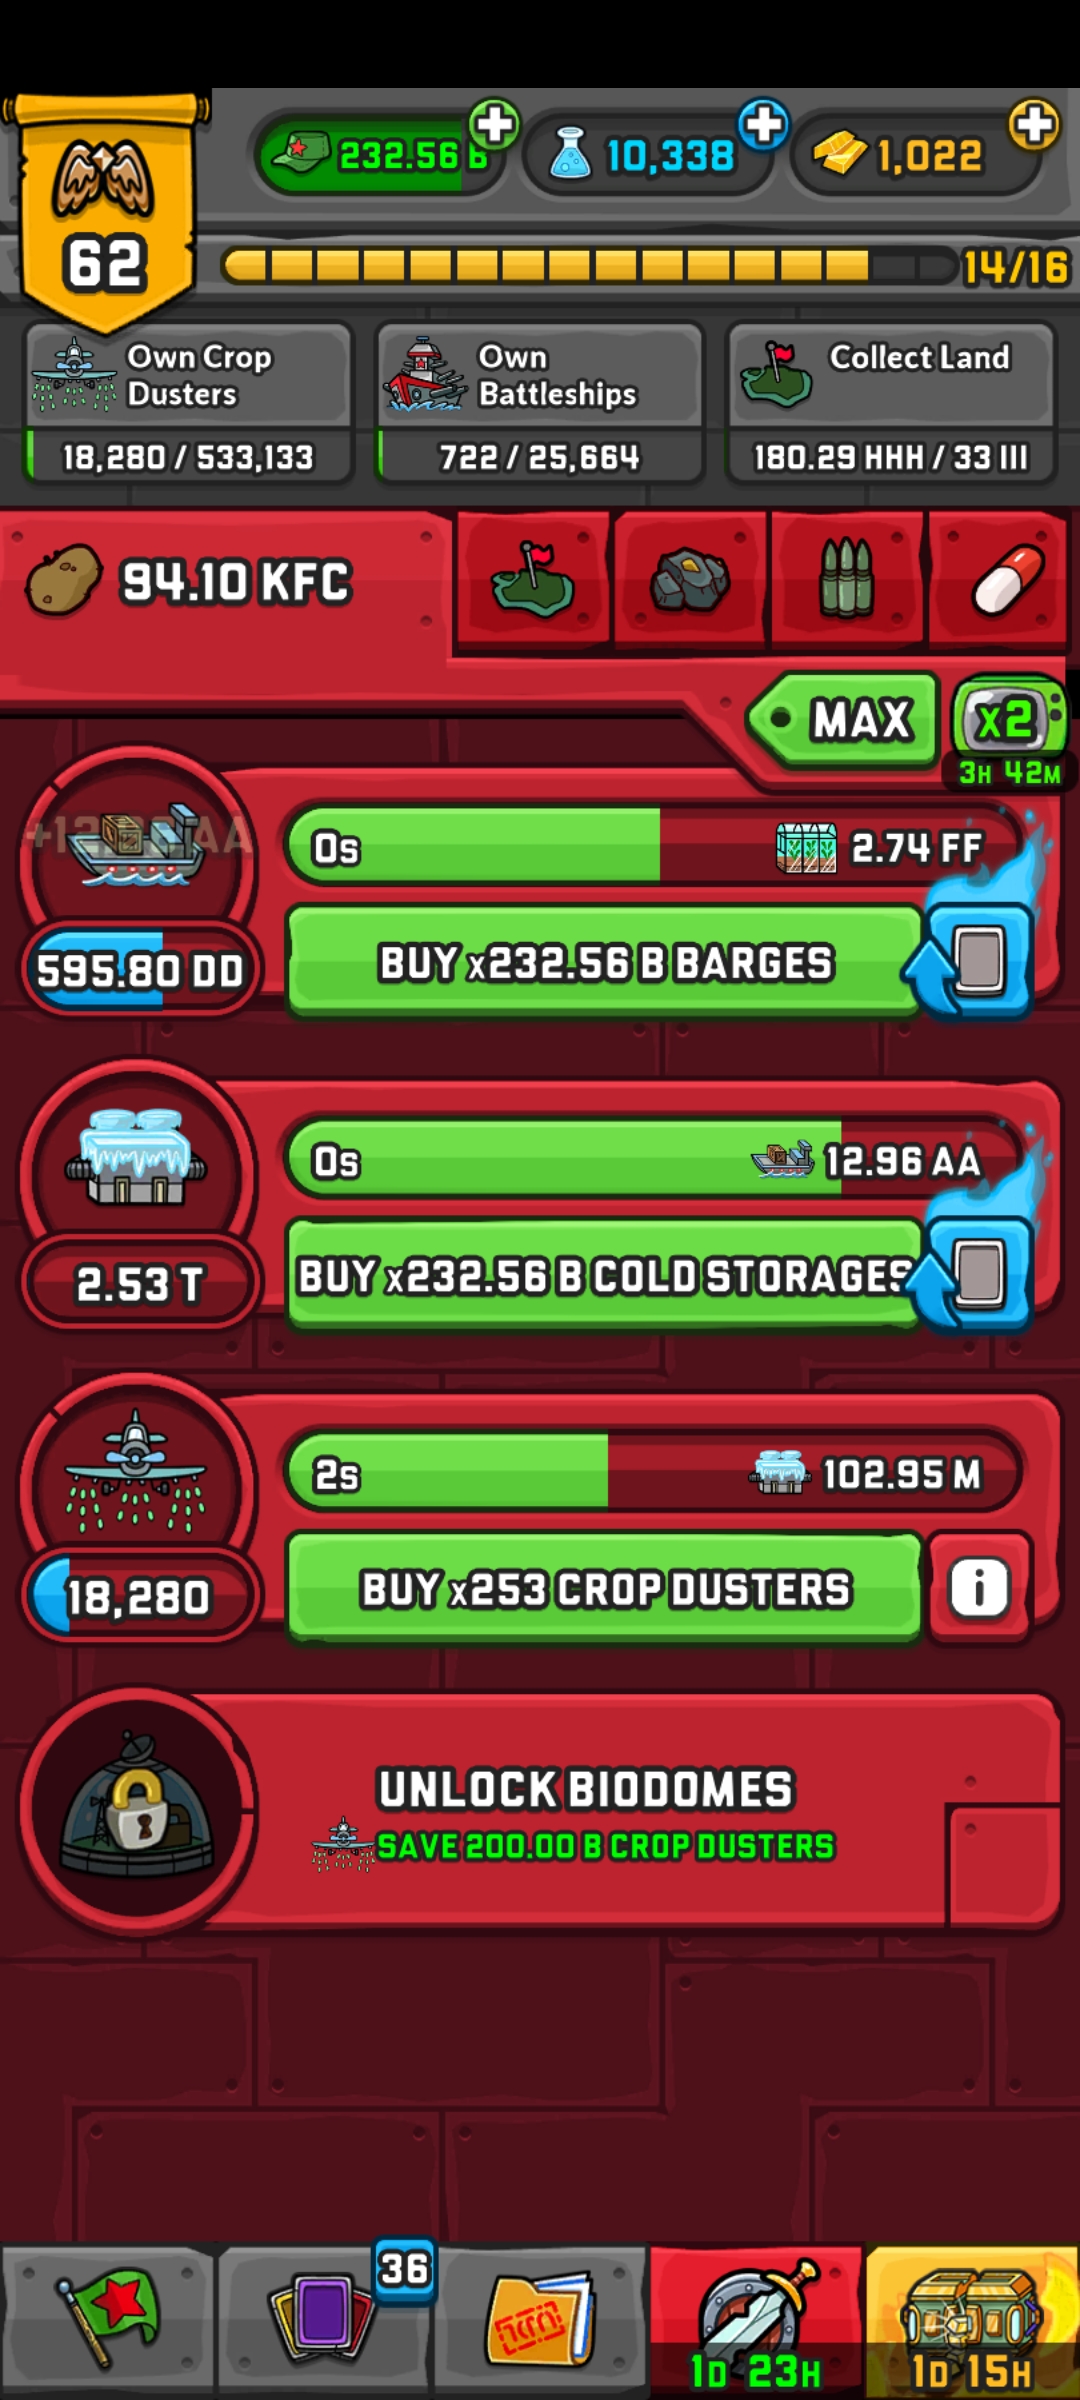 62
232.56 B
10,338
1,022
14/16
Own Crop
Dusters
18,280 / 533,133
Own
Battleships
722 / 25,664
Collect Land
180.29 HHH / 33 III
94.10 KFC
MAX
x2
3H 42M
0s
2.74 FF
595.80 DD
BUY x232.56 B BARGES
0s
12.96 AA
2.53 T
BUY x232.56 B COLD STORAGES
2s
102.95 M
18,280
BUY x253 CROP DUSTERS
i
UNLOCK BIODOMES
SAVE 200.00 B CROP DUSTERS
36
1D 23H
1D 15H